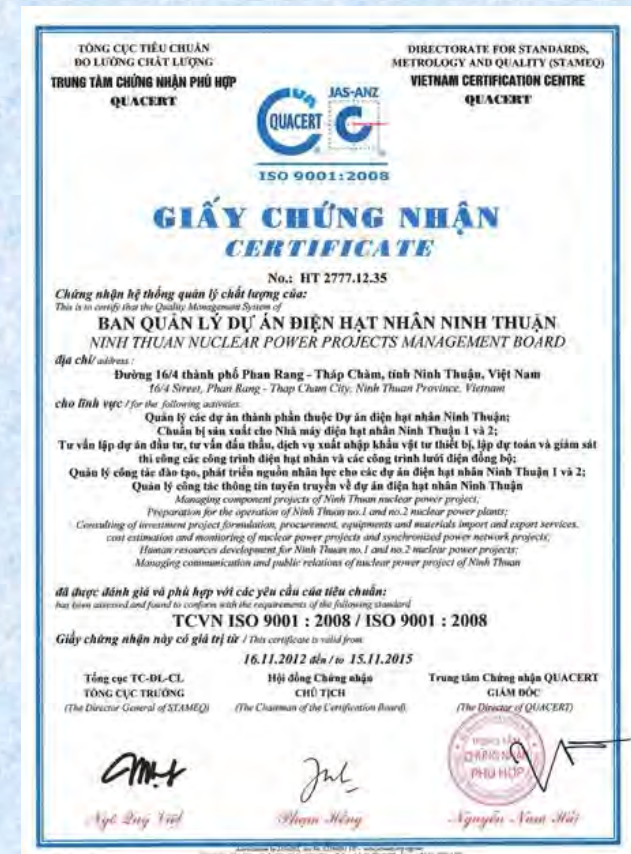 TỔNG CỤC TIÊU CHUẨN
ĐO LƯỜNG CHẤT LƯỢNG
TRUNG TÂM CHỨNG NHẬN PHÙ HỢP
QUACERT
DIRECTORATE FOR STANDARDS,
METROLOGY AND QUALITY (STAMEQ)
VIETNAM CERTIFICATION CENTRE
QUACERT
QUACERT
JAS-ANZ
ISO 9001:2008
GIẤY CHỨNG NHẬN
CERTIFICATE
No.: HT 2777.12.35
Chứng nhận hệ thống quản lý chất lượng của:
This is to certify that the Quality Management System of
BAN QUẢN LÝ DỰ ÁN ĐIỆN HẠT NHÂN NINH THUẬN
NINH THUAN NUCLEAR POWER PROJECTS MANAGEMENT BOARD
địa chỉ/ address :
Đường 16/4 thành phố Phan Rang - Tháp Chàm, tỉnh Ninh Thuận, Việt Nam
16/4 Street, Phan Rang - Thap Cham City, Ninh Thuan Province, Vietnam
cho lĩnh vực / for the following activities:
Quản lý các dự án thành phần thuộc Dự án điện hạt nhân Ninh Thuận;
Chuẩn bị sản xuất cho Nhà máy điện hạt nhân Ninh Thuận 1 và 2;
Tư vấn lập dự án đầu tư, tư vấn đấu thầu, dịch vụ xuất nhập khẩu vật tư thiết bị, lập dự toán và giám sát
thi công các công trình điện hạt nhân và các công trình lưới điện đồng bộ;
Quản lý công tác đào tạo, phát triển nguồn nhân lực cho các dự án điện hạt nhân Ninh Thuận 1 và 2;
Quản lý công tác thông tin tuyên truyền về dự án điện hạt nhân Ninh Thuận
Managing component projects of Ninh Thuan nuclear power project;
Preparation for the operation of Ninh Thuan no.1 and no.2 nuclear power plants;
Consulting of investment project formulation, procurement, equipments and materials import and export services,
cost estimation and monitoring of nuclear power projects and synchronized power network projects;
Human resources development for Ninh Thuan no.1 and no.2 nuclear power projects;
Managing communication and public relations of nuclear power project of Ninh Thuan
đã được đánh giá và phù hợp với các yêu cầu của tiêu chuẩn:
has been assessed and found to conform with the requirements of the following standard
TCVN ISO 9001 : 2008 / ISO 9001 : 2008
Giấy chứng nhận này có giá trị từ / This certificate is valid from
16.11.2012 đến / to 15.11.2015
Tổng cục TC-ĐL-CL
TỔNG CỤC TRƯỞNG
(The Director General of STAMEQ)
Hội đồng Chứng nhận
CHỦ TỊCH
(The Chairman of the Certification Board)
Trung tâm Chứng nhận QUACERT
GIÁM ĐỐC
(The Director of QUACERT)
TRUNG TÂM
CHỨNG NHẬN
PHÙ HỢP
Ngô Quý Việt
Phạm Hồng
Nguyễn Nam Hải